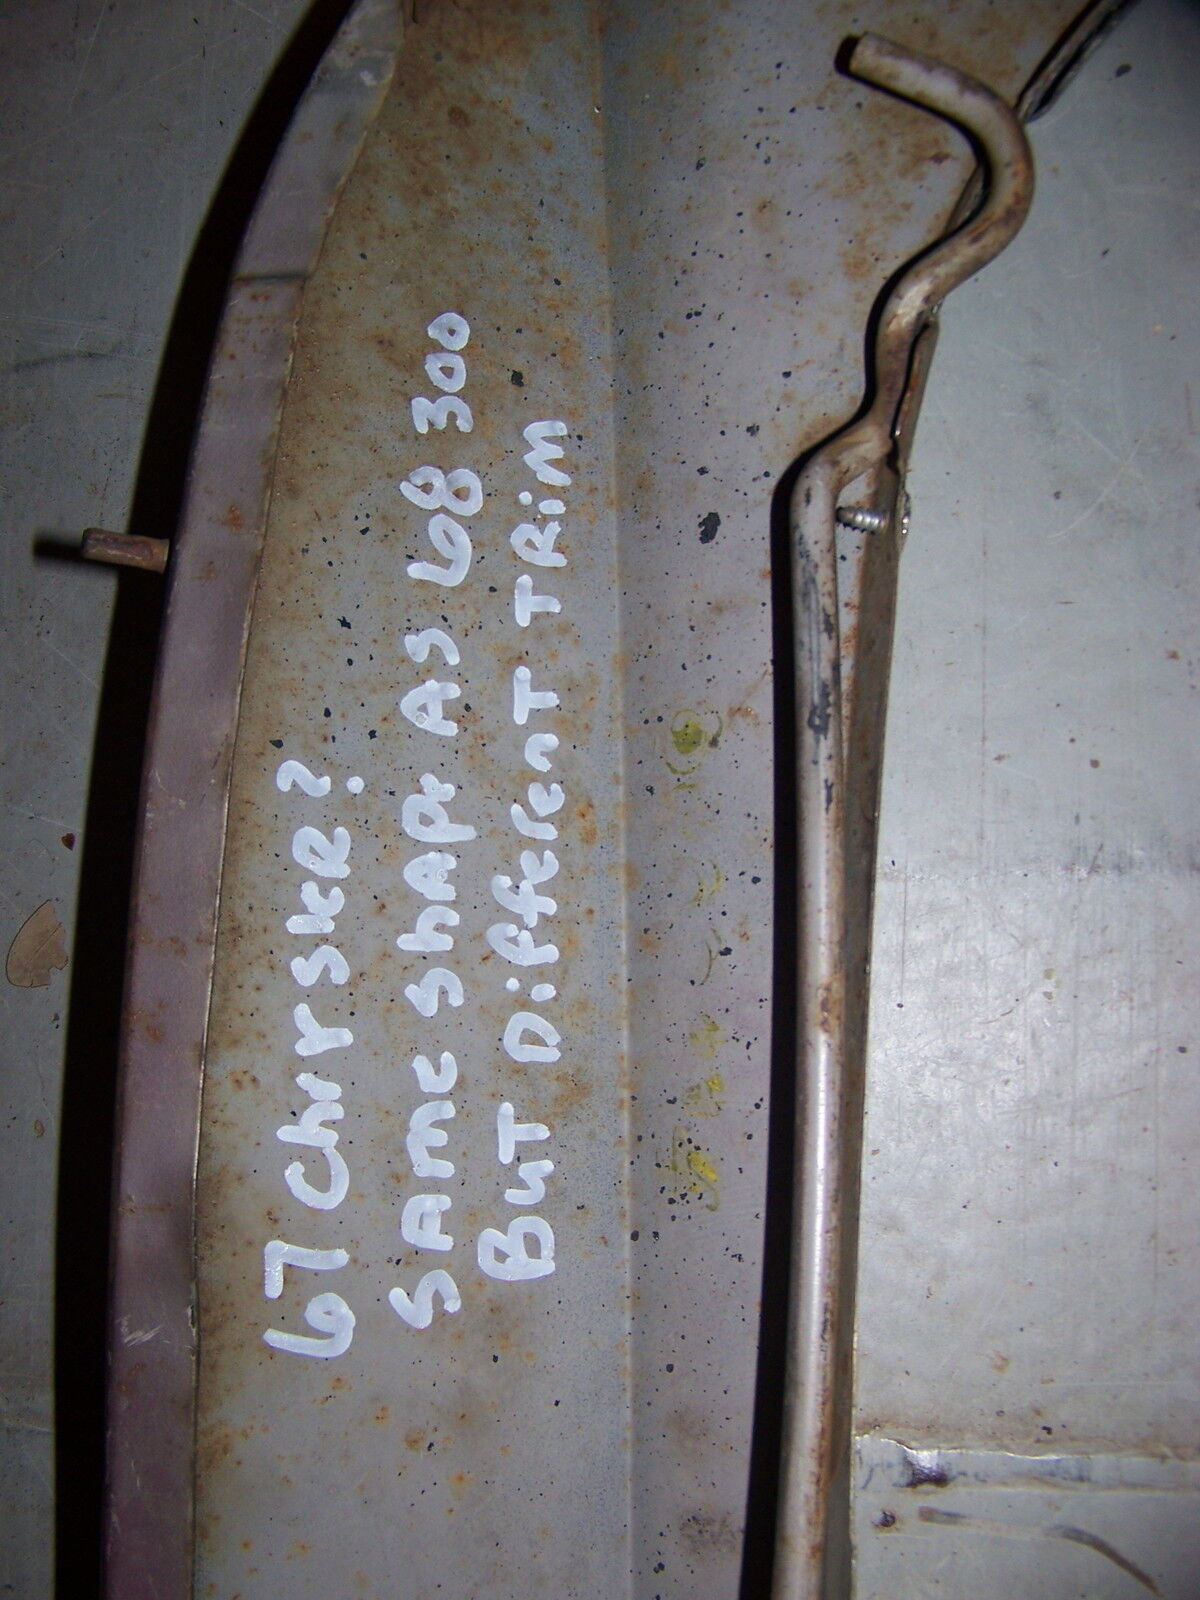 67 ChrysLeR?
SAME ShAPe AS 68 300
BuT DiFFerenT TRiM